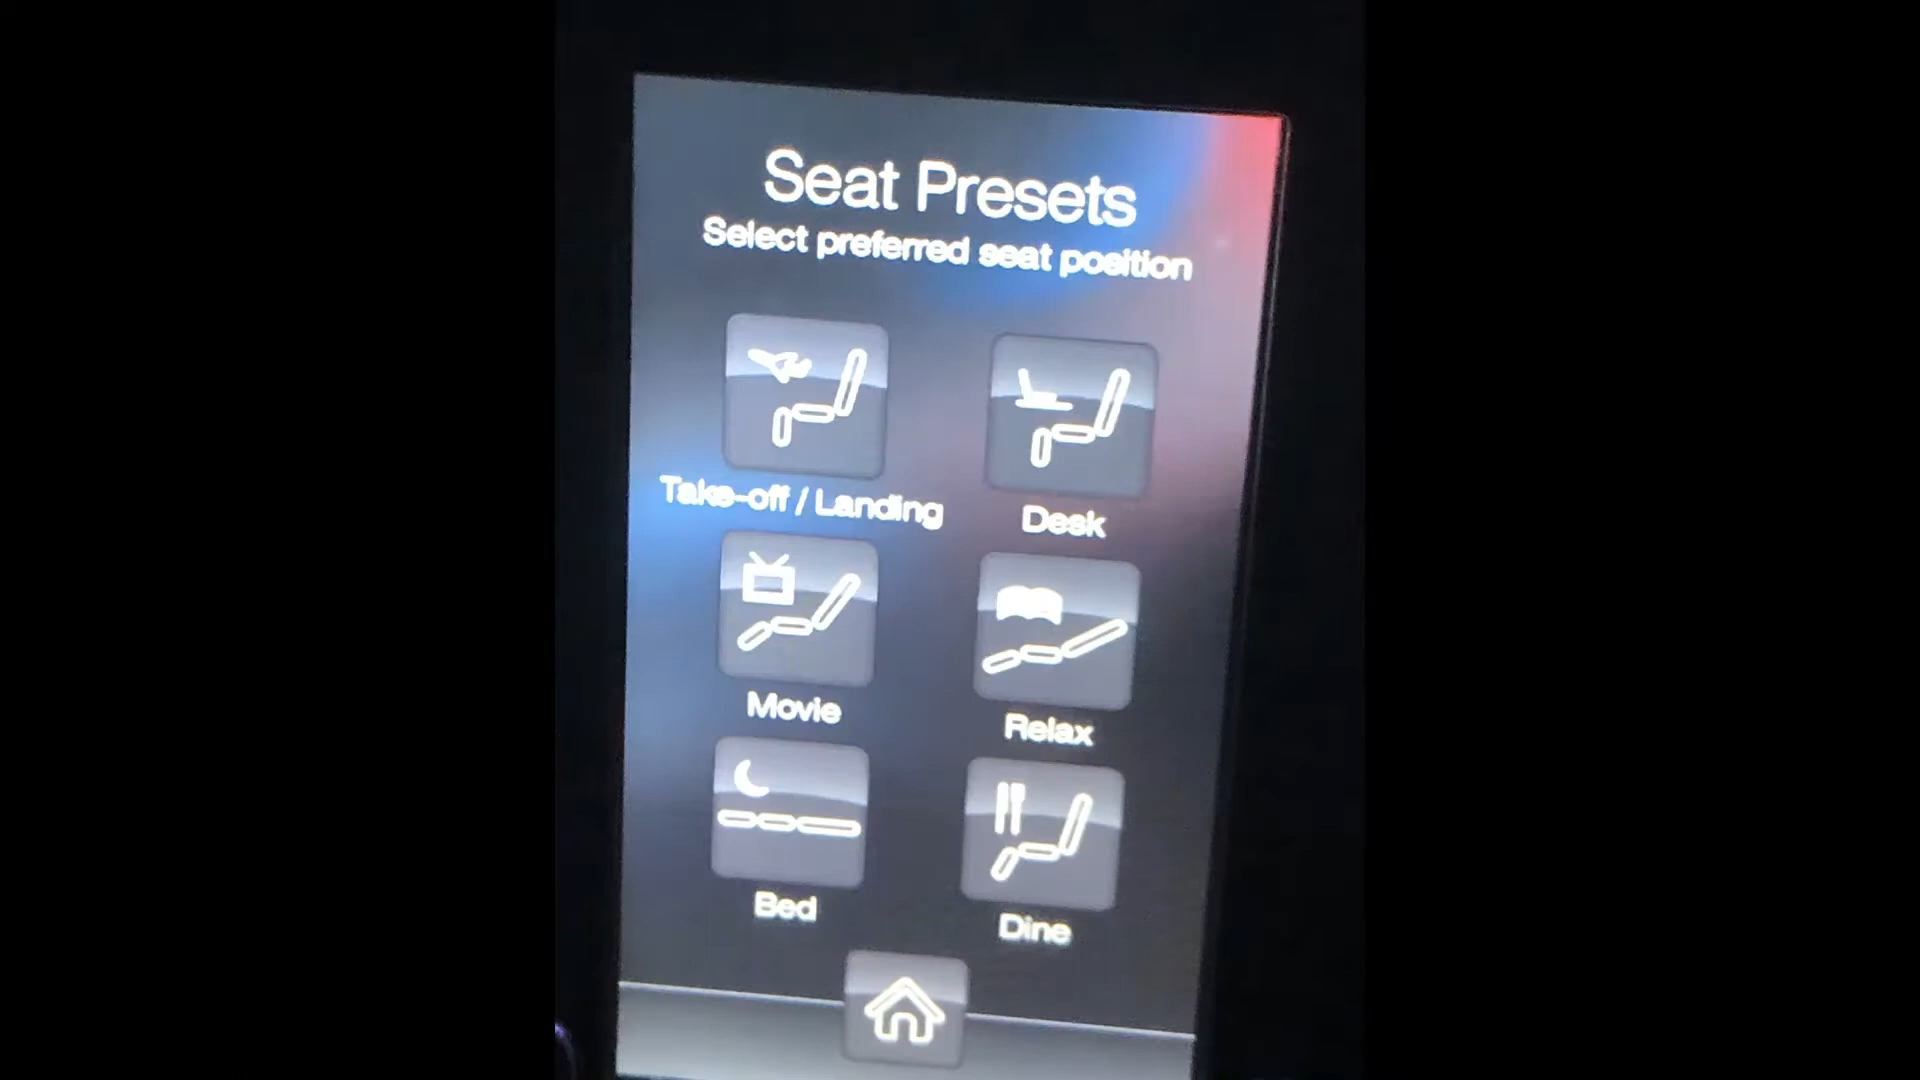 Seat Presets
Select preferred seat position
Take-off / Landing
Desk
Movie
Relax
Bed
Dine